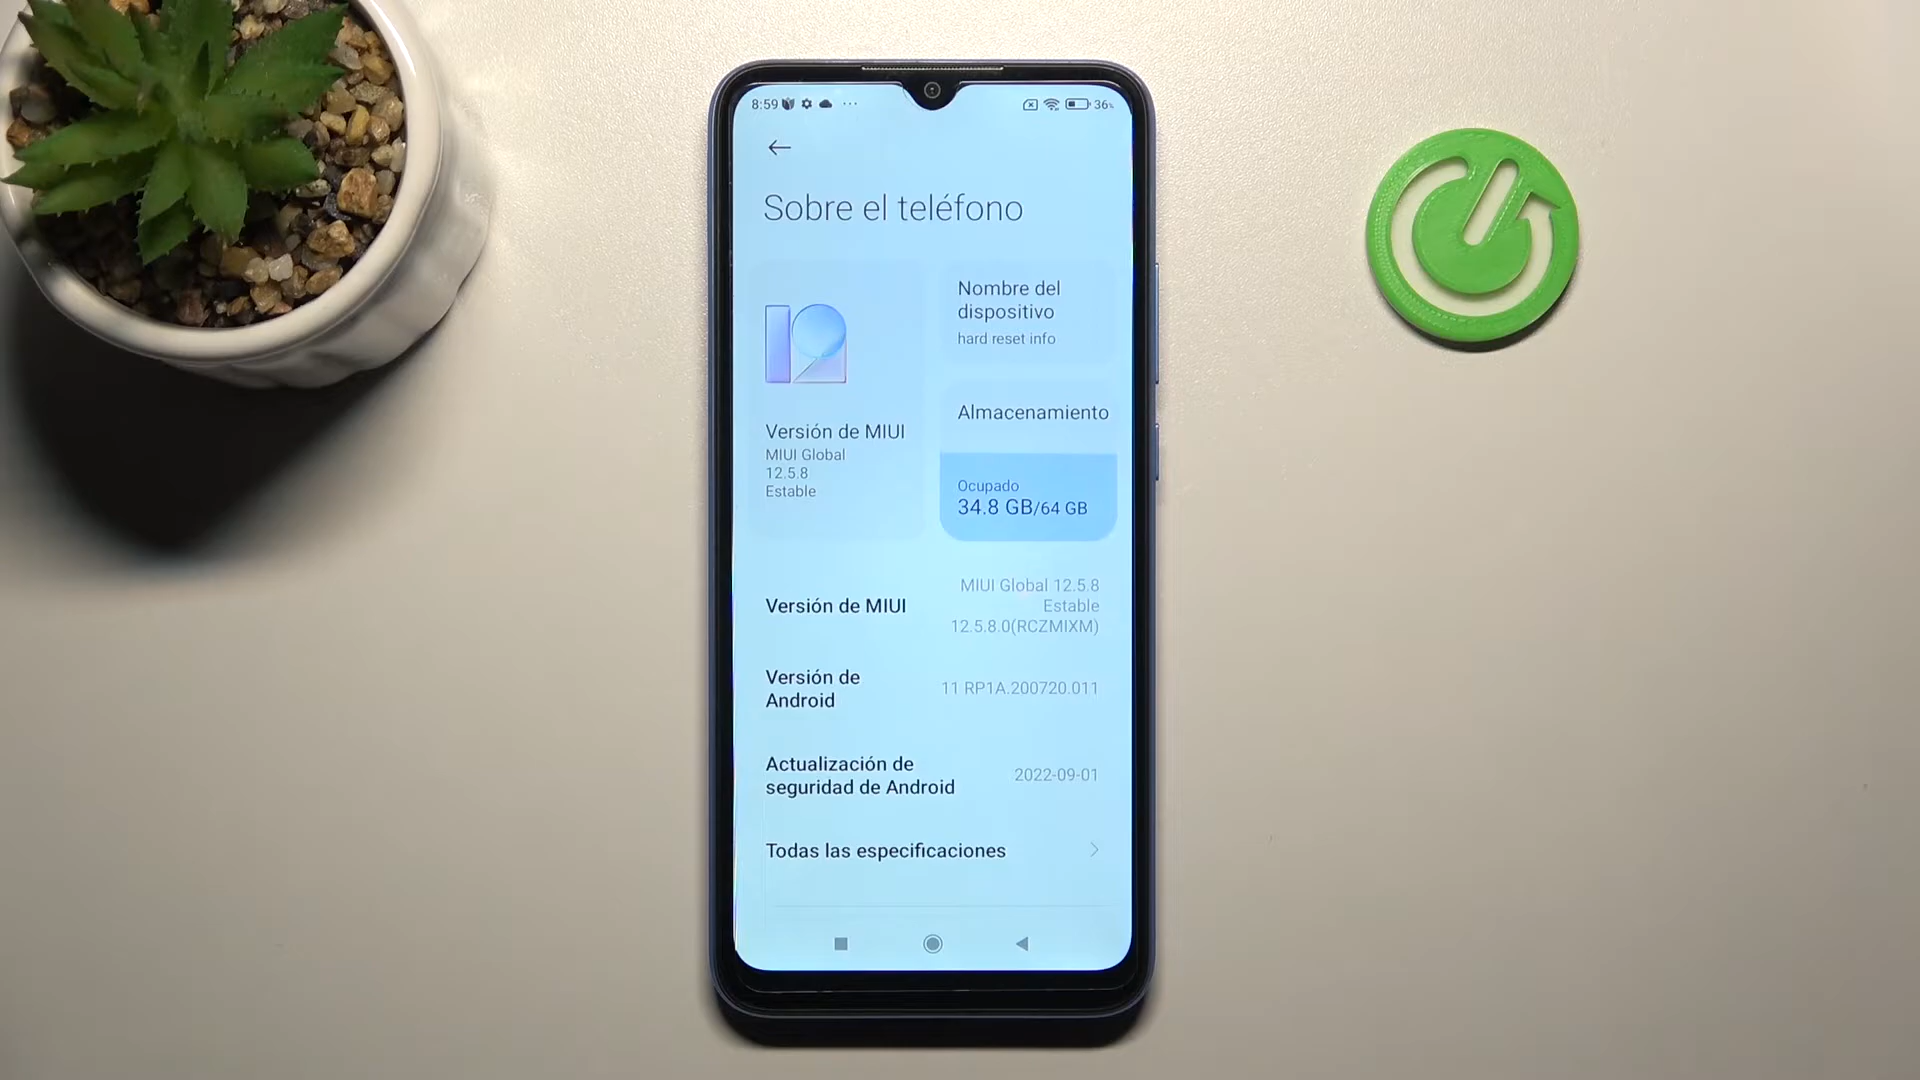 8:59 ... 36%
Sobre el teléfono
12
Versión de MIUI
MIUI Global
12.5.8
Estable
Nombre del
dispositivo
hard reset info
Almacenamiento
Ocupado
34.8 GB/64 GB
Versión de MIUI
MIUI Global 12.5.8
Estable
12.5.8.0(RCZMIXM)
Versión de
Android
11 RP1A.200720.011
Actualización de
seguridad de Android
2022-09-01
Todas las especificaciones